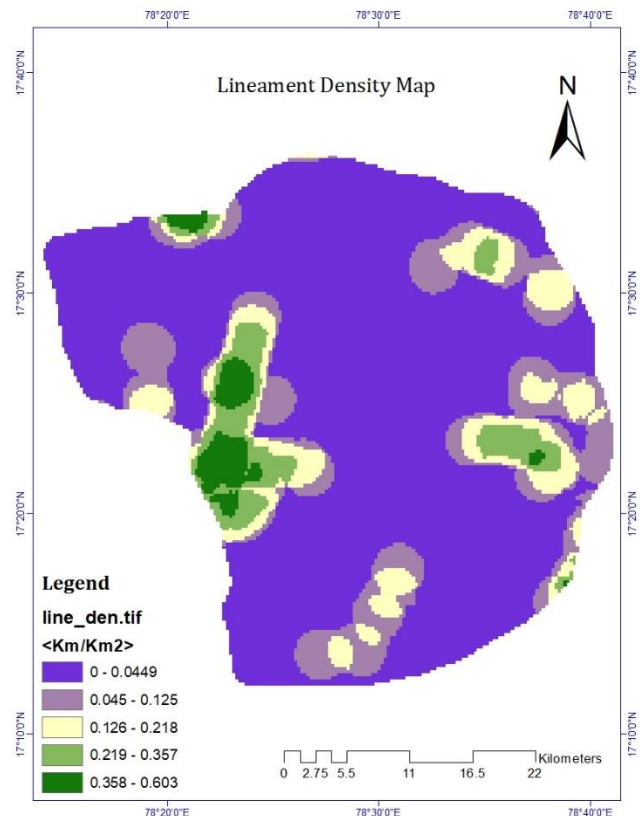 78°20'0"E 78°30'0"E 78°40'0"E
17°40'0"N 17°40'0"N
Lineament Density Map
N
17°30'0"N 17°30'0"N
17°20'0"N 17°20'0"N
Legend
line_den.tif
<Km/Km2>
0 - 0.0449
0.045 - 0.125
0.126 - 0.218
0.219 - 0.357
0.358 - 0.603
17°10'0"N 17°10'0"N
Kilometers
0 2.75 5.5 11 16.5 22
78°20'0"E 78°30'0"E 78°40'0"E